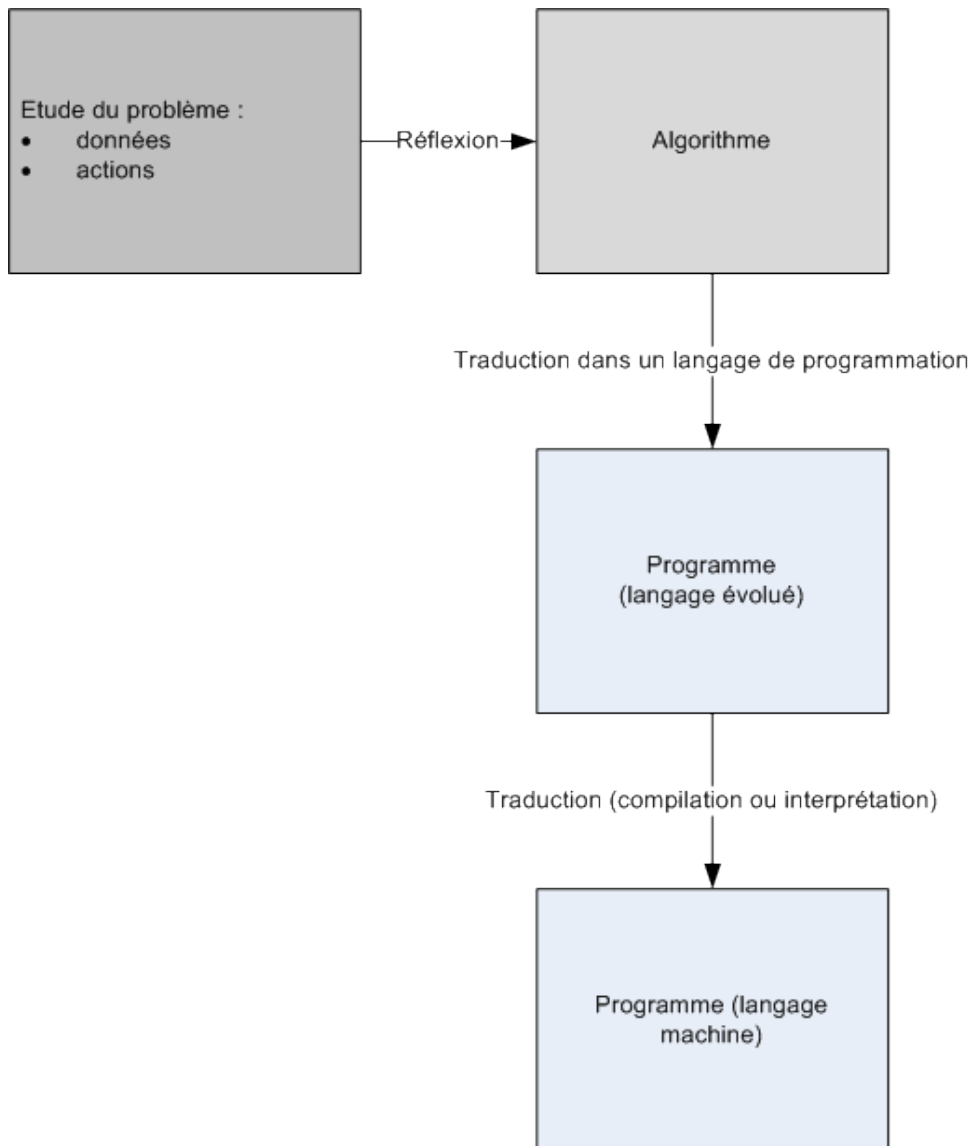 Etude du problème :
• données
• actions
Réflexion
Algorithme
Traduction dans un langage de programmation
Programme
(langage évolué)
Traduction (compilation ou interprétation)
Programme (langage
machine)